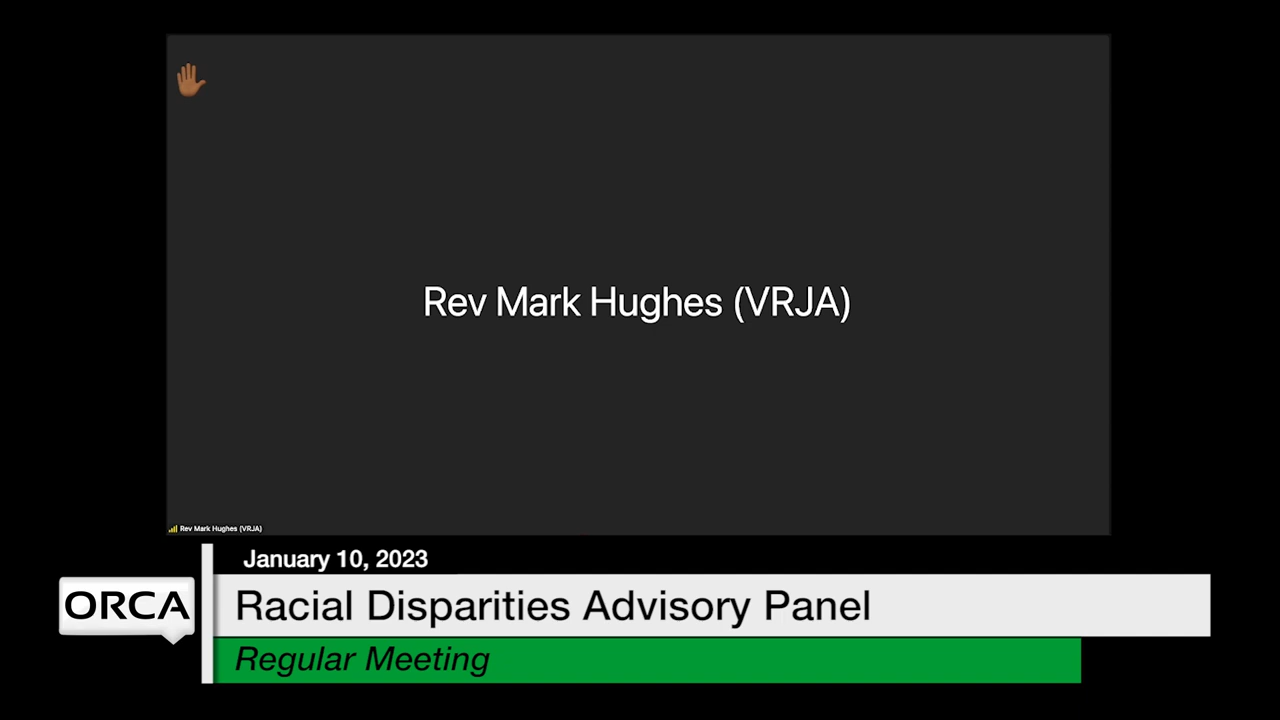 Rev Mark Hughes (VRJA)
Rev Mark Hughes (VRJA)
January 10, 2023
ORCA
Racial Disparities Advisory Panel
Regular Meeting